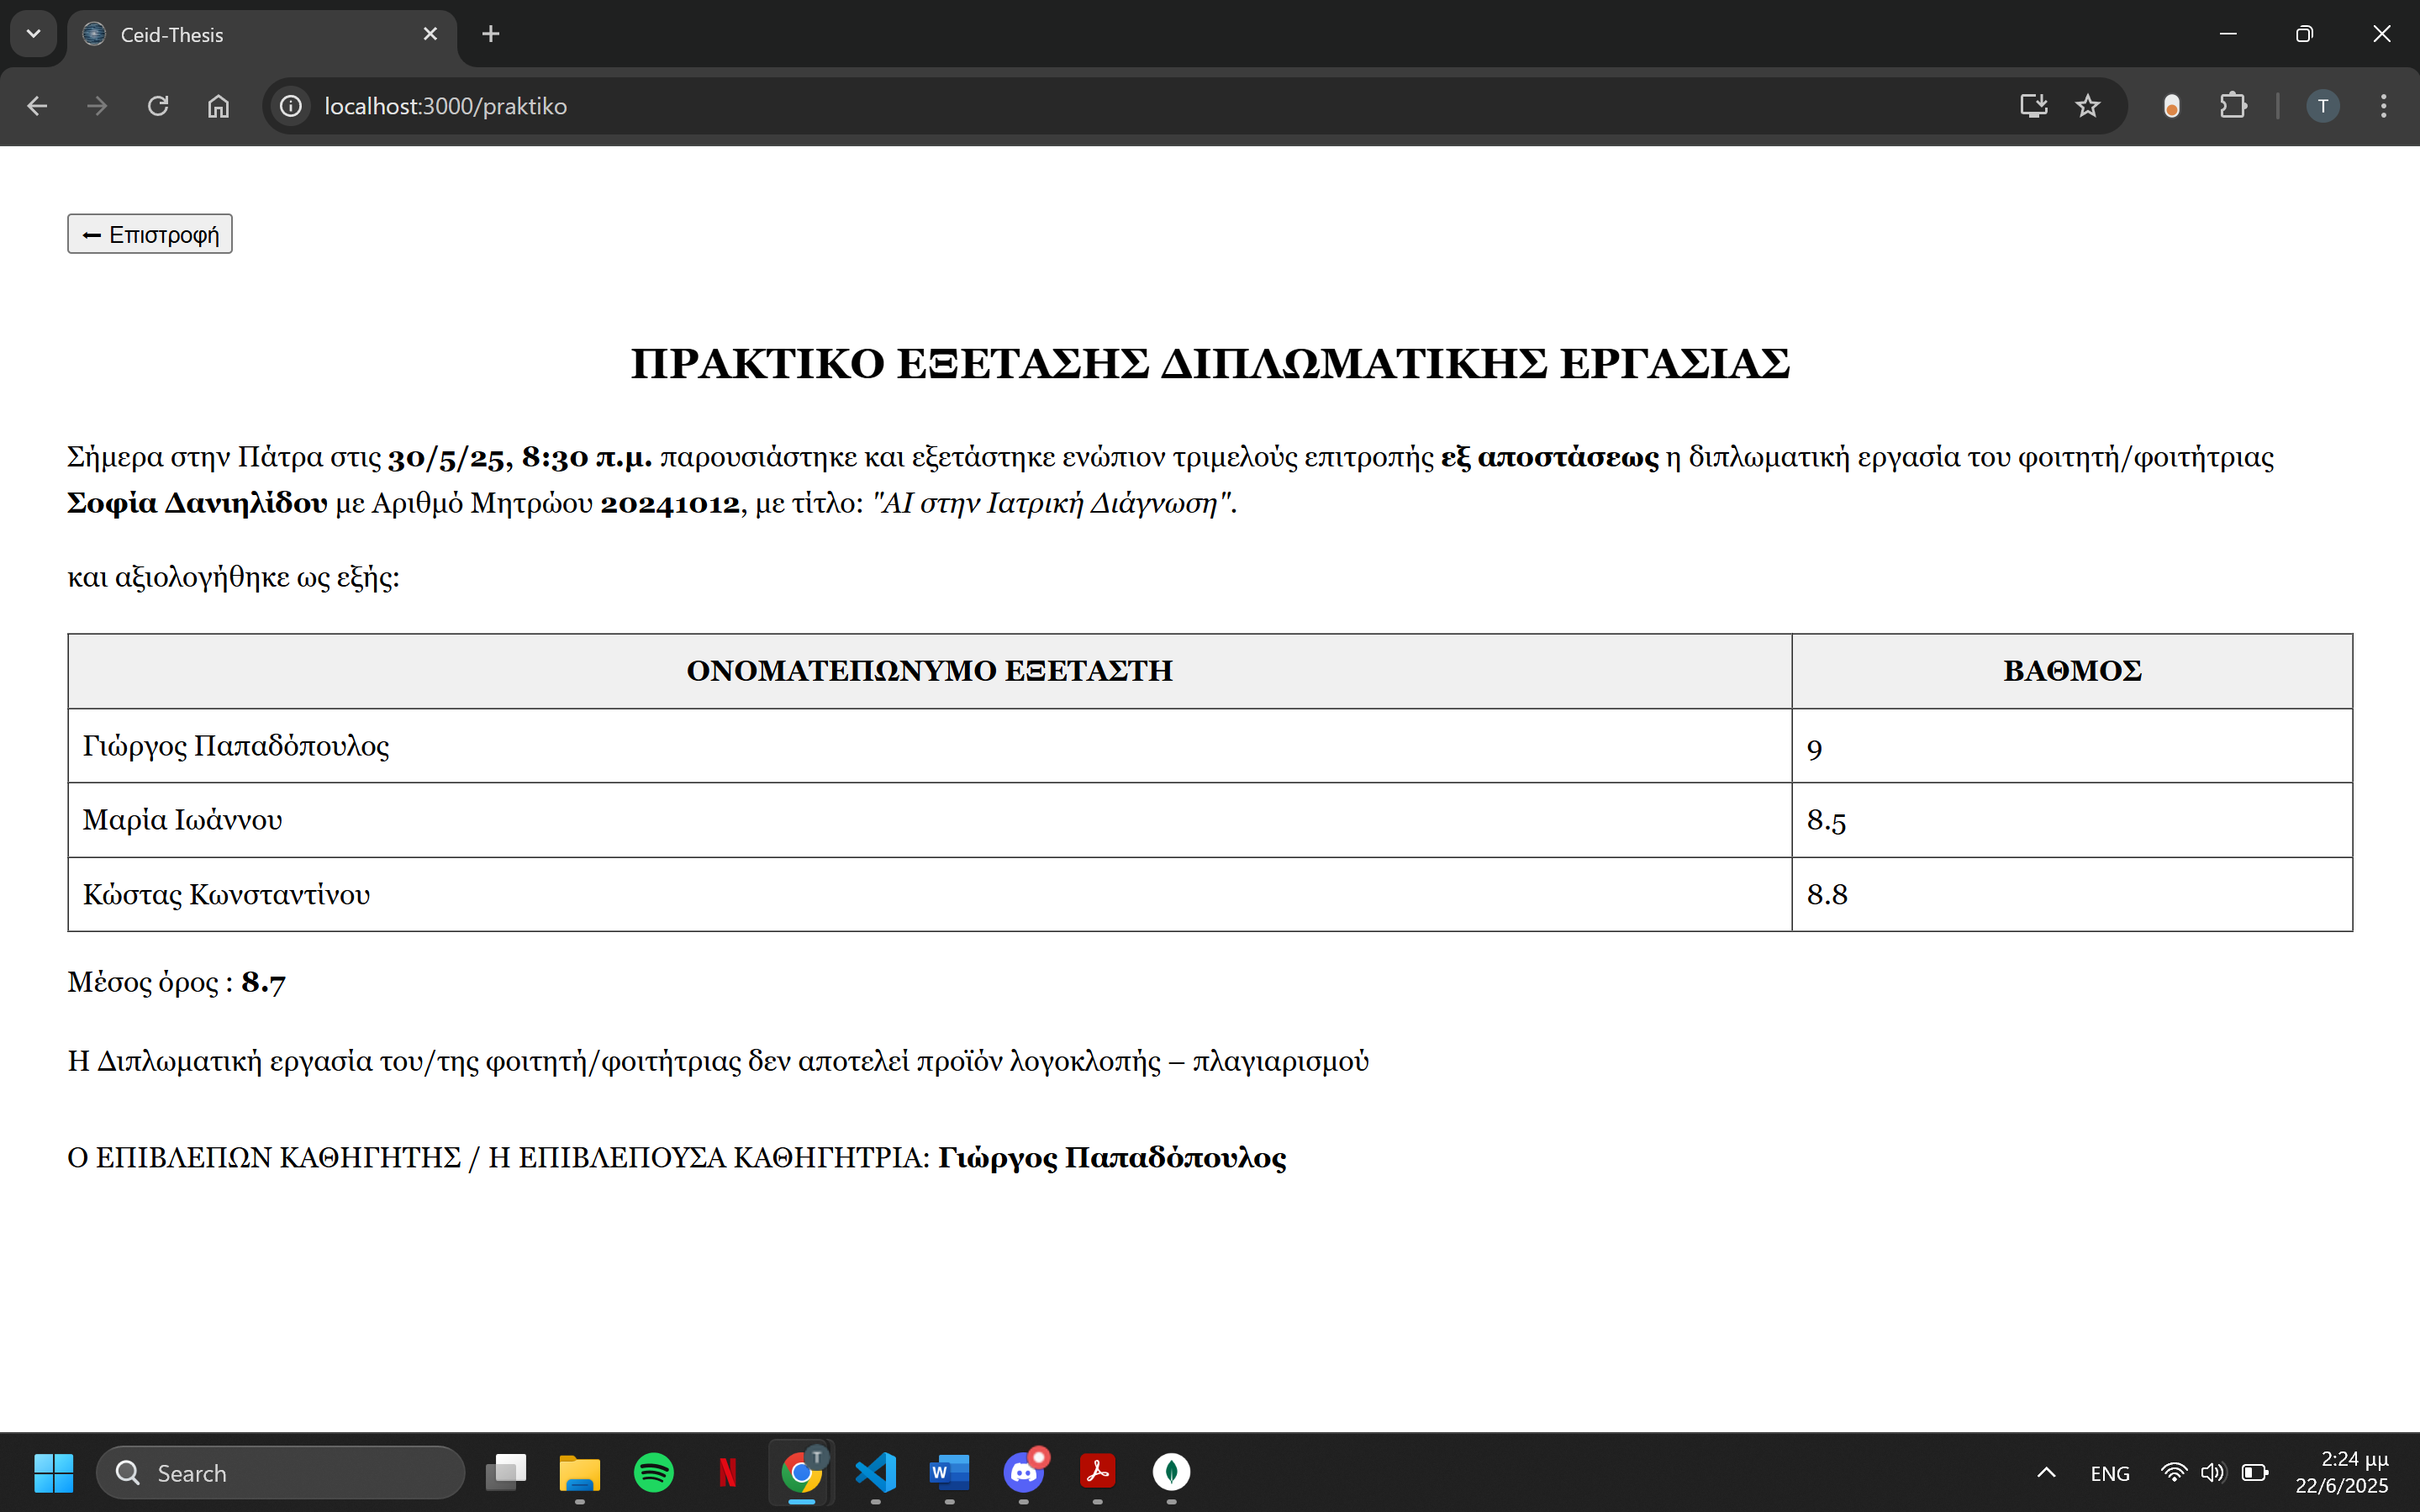 Ceid-Thesis
localhost:3000/praktiko
T
← Επιστροφή
ΠΡΑΚΤΙΚΟ ΕΞΕΤΑΣΗΣ ΔΙΠΛΩΜΑΤΙΚΗΣ ΕΡΓΑΣΙΑΣ
Σήμερα στην Πάτρα στις 30/5/25, 8:30 π.μ. παρουσιάστηκε και εξετάστηκε ενώπιον τριμελούς επιτροπής εξ αποστάσεως η διπλωματική εργασία του φοιτητή/φοιτήτριας
Σοφία Δανιηλίδου με Αριθμό Μητρώου 20241012, με τίτλο: "AI στην Ιατρική Διάγνωση".
και αξιολογήθηκε ως εξής:
ΟΝΟΜΑΤΕΠΩΝΥΜΟ ΕΞΕΤΑΣΤΗ ΒΑΘΜΟΣ
Γιώργος Παπαδόπουλος 9
Μαρία Ιωάννου 8.5
Κώστας Κωνσταντίνου 8.8
Μέσος όρος : 8.7
Η Διπλωματική εργασία του/της φοιτητή/φοιτήτριας δεν αποτελεί προϊόν λογοκλοπής – πλαγιαρισμού
Ο ΕΠΙΒΛΕΠΩΝ ΚΑΘΗΓΗΤΗΣ / Η ΕΠΙΒΛΕΠΟΥΣΑ ΚΑΘΗΓΗΤΡΙΑ: Γιώργος Παπαδόπουλος
Search
N
T
W
ENG
2:24 μμ
22/6/2025